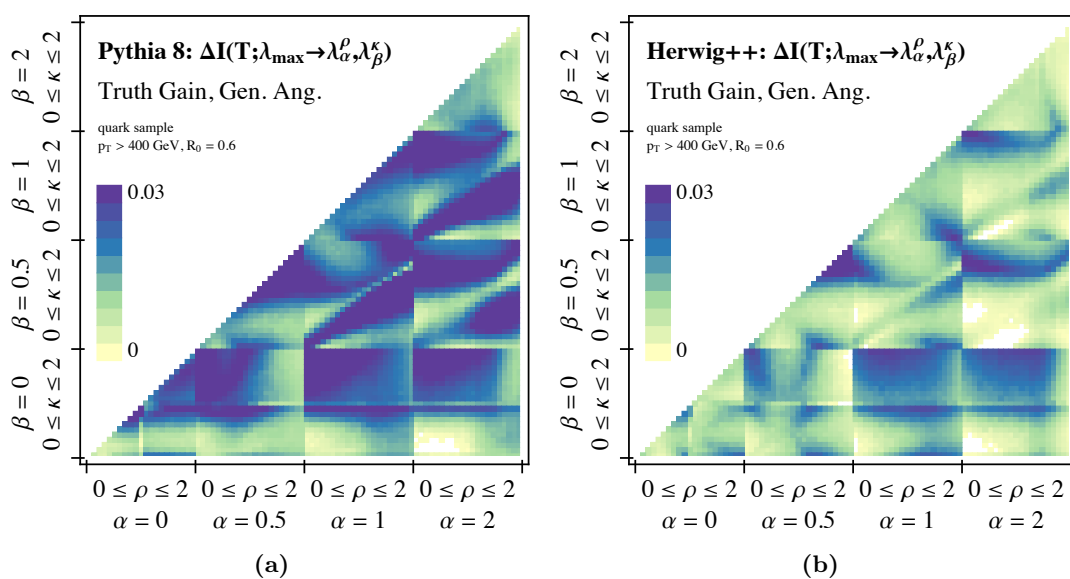 Pythia 8: ΔI(T;λmax→λαρ,λβκ)
Truth Gain, Gen. Ang.
quark sample
pT > 400 GeV, R0 = 0.6
0.03
0
β = 0
0 ≤ κ ≤ 2
β = 0.5
0 ≤ κ ≤ 2
β = 1
0 ≤ κ ≤ 2
β = 2
0 ≤ κ ≤ 2
0 ≤ ρ ≤ 2 0 ≤ ρ ≤ 2 0 ≤ ρ ≤ 2 0 ≤ ρ ≤ 2
α = 0 α = 0.5 α = 1 α = 2
(a)
Herwig++: ΔI(T;λmax→λαρ,λβκ)
Truth Gain, Gen. Ang.
quark sample
pT > 400 GeV, R0 = 0.6
0.03
0
β = 0
0 ≤ κ ≤ 2
β = 0.5
0 ≤ κ ≤ 2
β = 1
0 ≤ κ ≤ 2
β = 2
0 ≤ κ ≤ 2
0 ≤ ρ ≤ 2 0 ≤ ρ ≤ 2 0 ≤ ρ ≤ 2 0 ≤ ρ ≤ 2
α = 0 α = 0.5 α = 1 α = 2
(b)